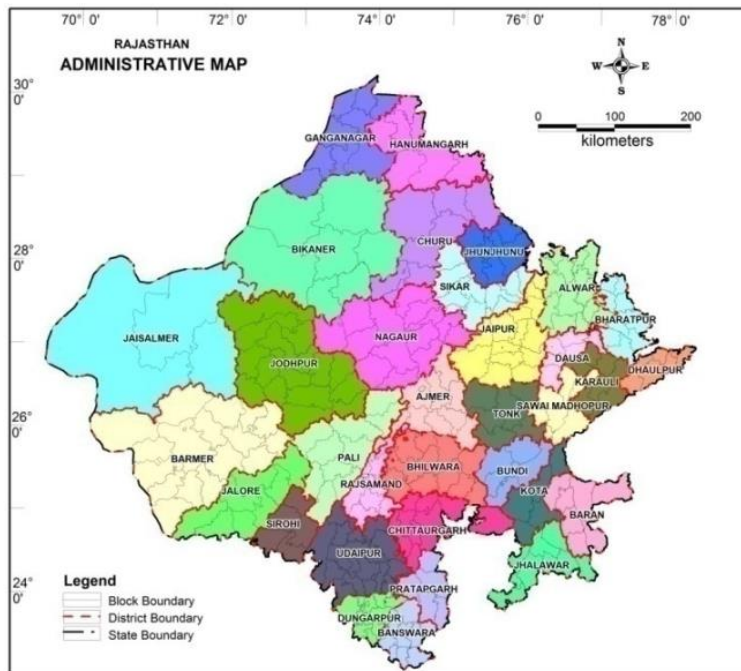 70° 0'
72° 0'
74° 0'
76° 0'
78° 0'
RAJASTHAN
ADMINISTRATIVE MAP
N
W E
S
30° 0'
0 100 200
kilometers
GANGANAGAR
HANUMANGARH
28° 0'
BIKANER
CHURU
JHUNJHUNU
SIKAR
ALWAR
JAISALMER
NAGAUR
JAIPUR
BHARATPUR
JODHPUR
DAUSA
DHAULPUR
KARAULI
26° 0'
AJMER
TONK
SAWAI MADHOPUR
BARMER
PALI
BHILWARA
BUNDI
JALORE
RAJSAMAND
KOTA
BARAN
SIROHI
CHITTAURGARH
UDAIPUR
JHALAWAR
24° 0'
Legend
PRATAPGARH
Block Boundary
District Boundary
DUNGARPUR
State Boundary
BANSWARA